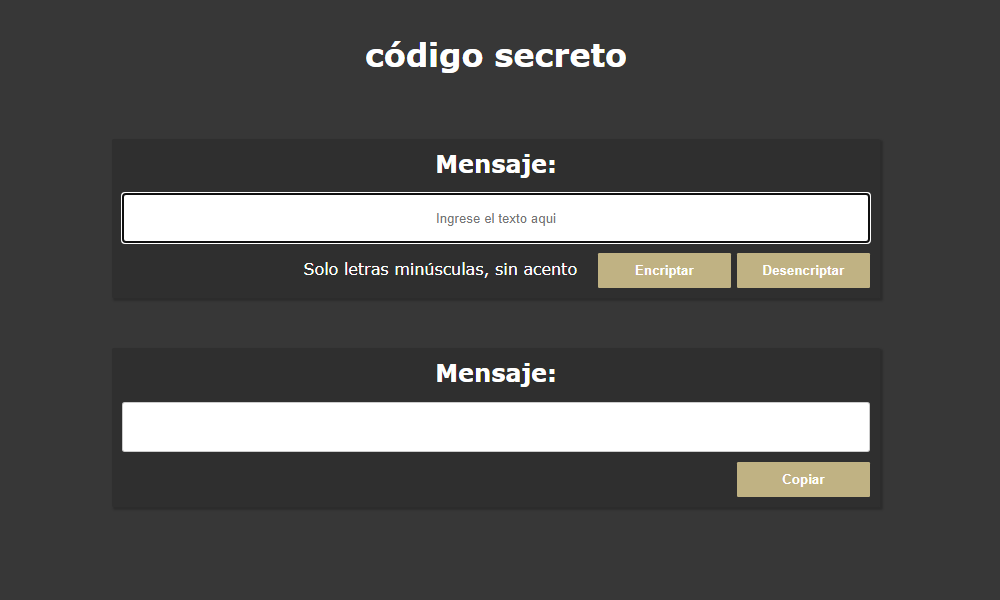 código secreto
Mensaje:
Ingrese el texto aqui
Solo letras minúsculas, sin acento Encriptar Desencriptar
Mensaje:
Copiar